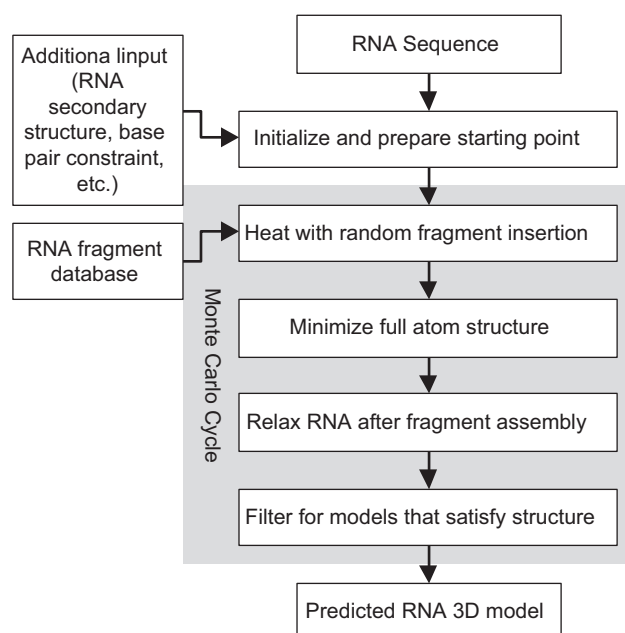 Additiona linput
(RNA
secondary
structure, base
pair constraint,
etc.)
RNA Sequence
Initialize and prepare starting point
RNA fragment
database
Heat with random fragment insertion
Minimize full atom structure
Relax RNA after fragment assembly
Filter for models that satisfy structure
Monte Carlo Cycle
Predicted RNA 3D model